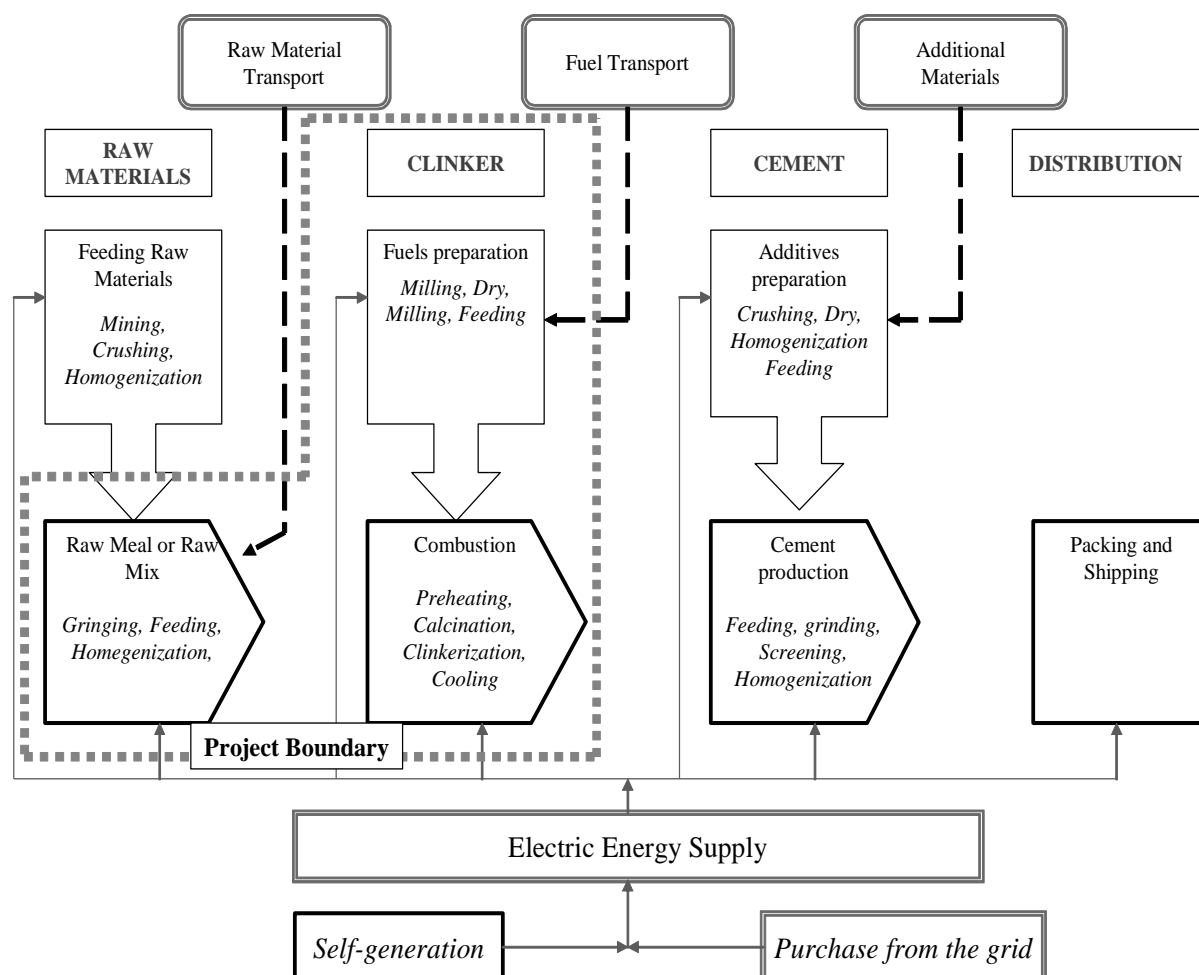 Raw Material
Transport
Fuel Transport
Additional
Materials
RAW
MATERIALS
CLINKER
CEMENT
DISTRIBUTION
Feeding Raw
Materials
Mining,
Crushing,
Homogenization
Fuels preparation
Milling, Dry,
Milling, Feeding
Additives
preparation
Crushing, Dry,
Homogenization
Feeding
Raw Meal or Raw
Mix
Gringing, Feeding,
Homegenization,
Combustion
Preheating,
Calcination,
Clinkerization,
Cooling
Cement
production
Feeding, grinding,
Screening,
Homogenization
Packing and
Shipping
Project Boundary
Electric Energy Supply
Self-generation
Purchase from the grid